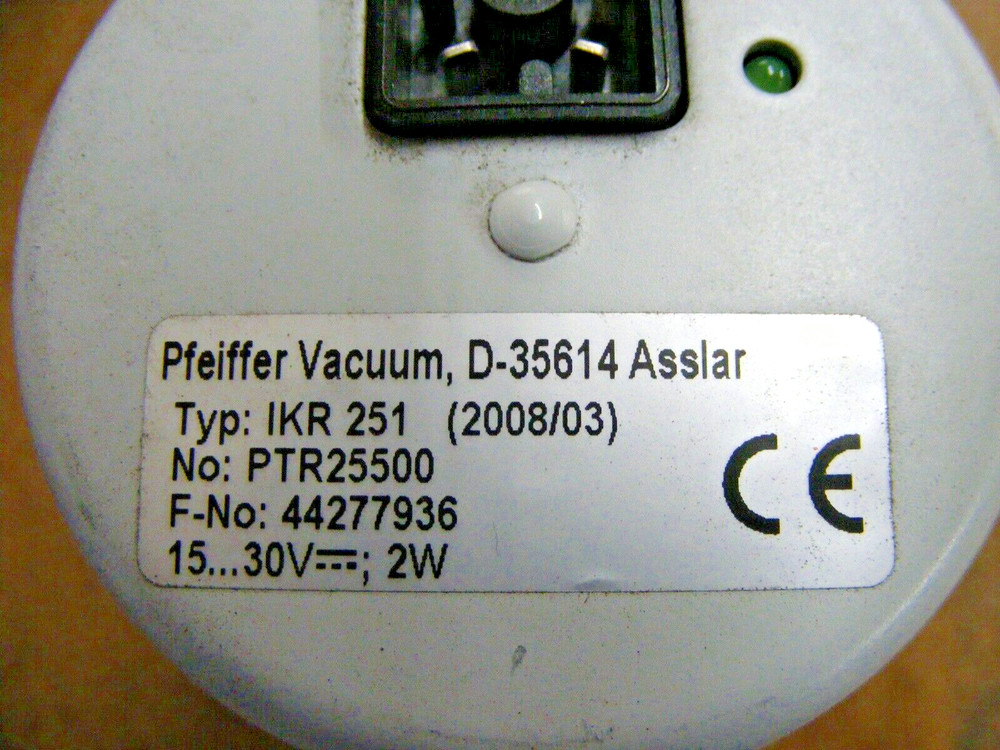 Pfeiffer Vacuum, D-35614 Asslar
Typ: IKR 251 (2008/03)
No: PTR25500
F-No: 44277936
15...30V⎓; 2W
CE